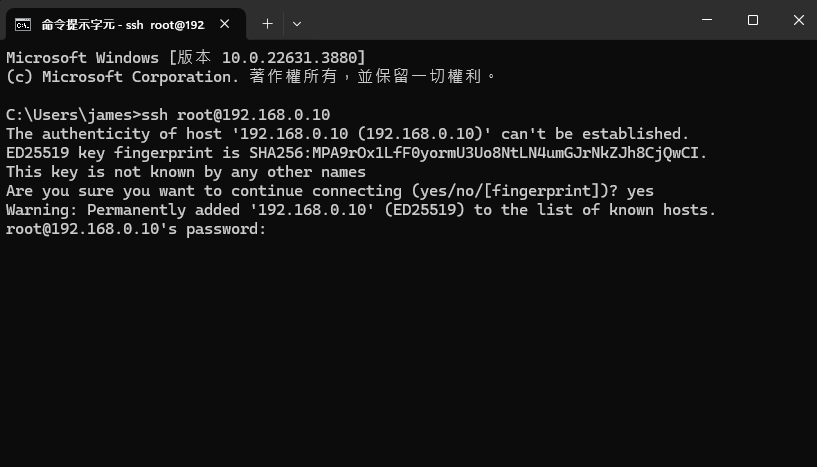 命令提示字元 - ssh root@192.
Microsoft Windows [版本 10.0.22631.3880]
(c) Microsoft Corporation. 著作權所有，並保留一切權利。
C:\Users\james>ssh root@192.168.0.10
The authenticity of host '192.168.0.10 (192.168.0.10)' can't be established.
ED25519 key fingerprint is SHA256:MPA9rOx1LfF0yormU3Uo8NtLN4umGJrNkZJh8CjQwCI.
This key is not known by any other names
Are you sure you want to continue connecting (yes/no/[fingerprint])? yes
Warning: Permanently added '192.168.0.10' (ED25519) to the list of known hosts.
root@192.168.0.10's password: